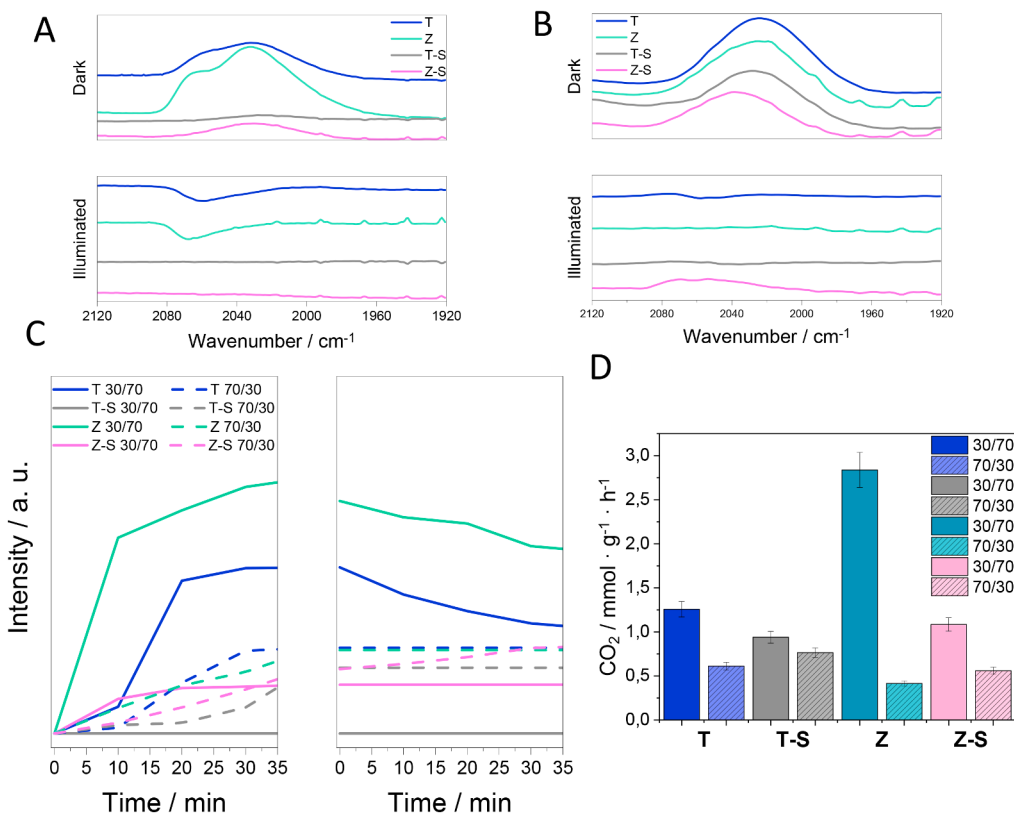 A
T
Z
T-S
Z-S
Dark
Illuminated
2120 2080 2040 2000 1960 1920
Wavenumber / cm⁻¹
B
T
Z
T-S
Z-S
Dark
Illuminated
2120 2080 2040 2000 1960 1920
Wavenumber / cm⁻¹
C
T 30/70 T 70/30
T-S 30/70 T-S 70/30
Z 30/70 Z 70/30
Z-S 30/70 Z-S 70/30
Intensity / a. u.
0 5 10 15 20 25 30 35
Time / min
0 5 10 15 20 25 30 35
Time / min
D
30/70
70/30
30/70
70/30
30/70
70/30
30/70
70/30
CO₂ / mmol · g⁻¹ · h⁻¹
3,0
2,5
2,0
1,5
1,0
0,5
0,0
T T-S Z Z-S